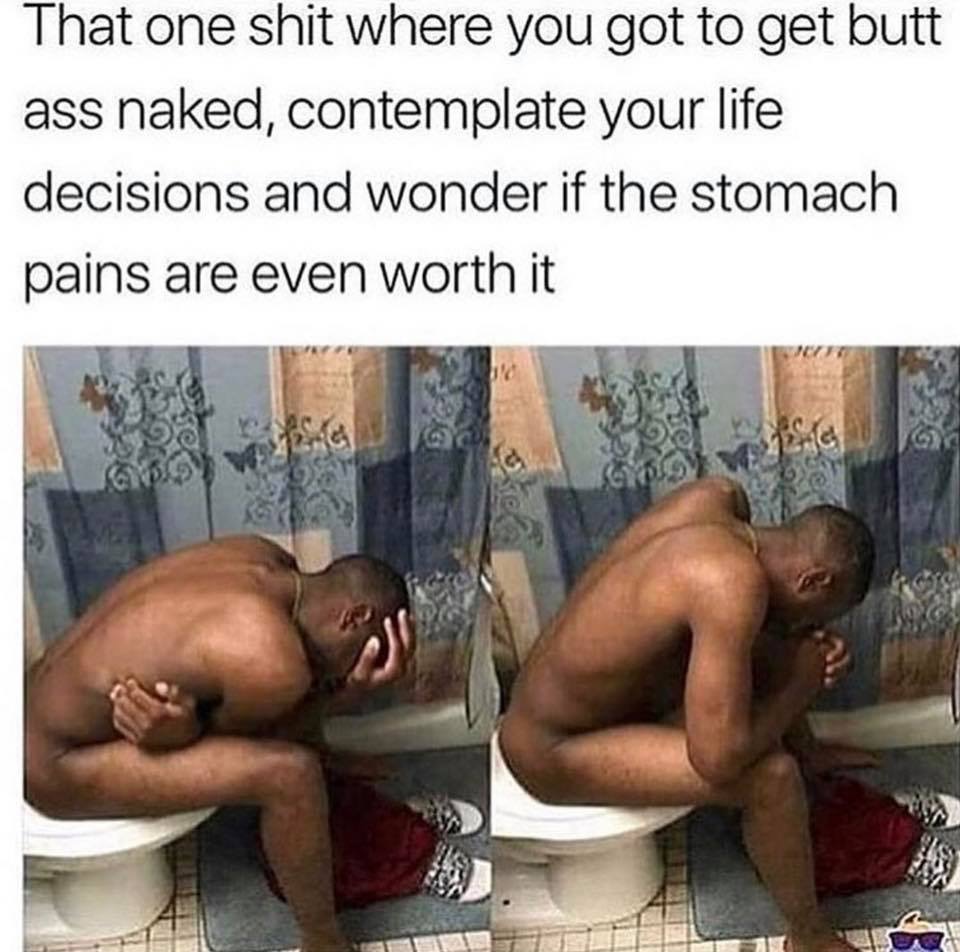 That one shit where you got to get butt
ass naked, contemplate your life
decisions and wonder if the stomach
pains are even worth it